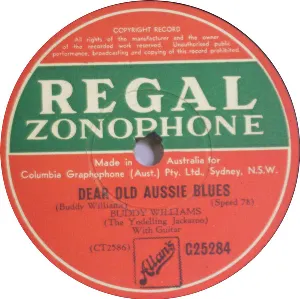 COPYRIGHT RECORD
All rights of the manufacturer and the owner
of the recorded work reserved. Unauthorised public
performance, broadcasting and copying of this record prohibited.
REGAL
ZONOPHONE
Made in Australia for
Columbia Graphophone (Aust.) Pty. Ltd., Sydney, N.S.W.
DEAR OLD AUSSIE BLUES
(Buddy Williams) (Speed 78)
BUDDY WILLIAMS
(The Yodelling Jackaroo)
With Guitar
(CT2586) Allan's G25284